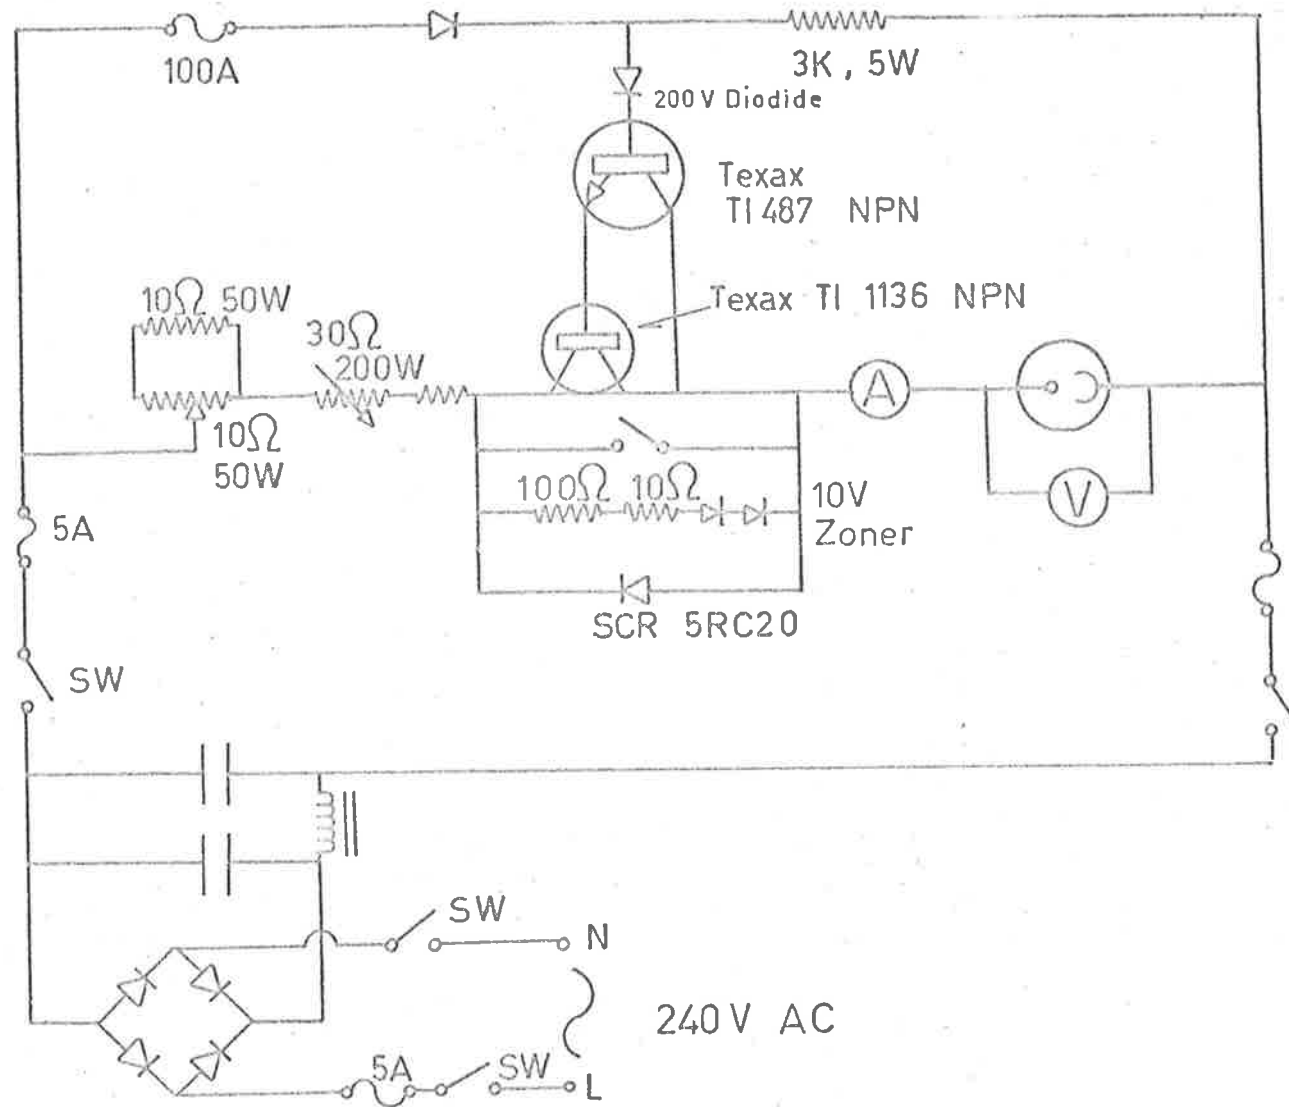 100A
3K, 5W
200V Diodide
Texax
TI 487 NPN
Texax TI 1136 NPN
10Ω 50W
30Ω
200W
10Ω
50W
A
V
100Ω 10Ω
10V
Zoner
5A
SCR 5RC20
SW
SW
N
240V AC
5A
SW
L